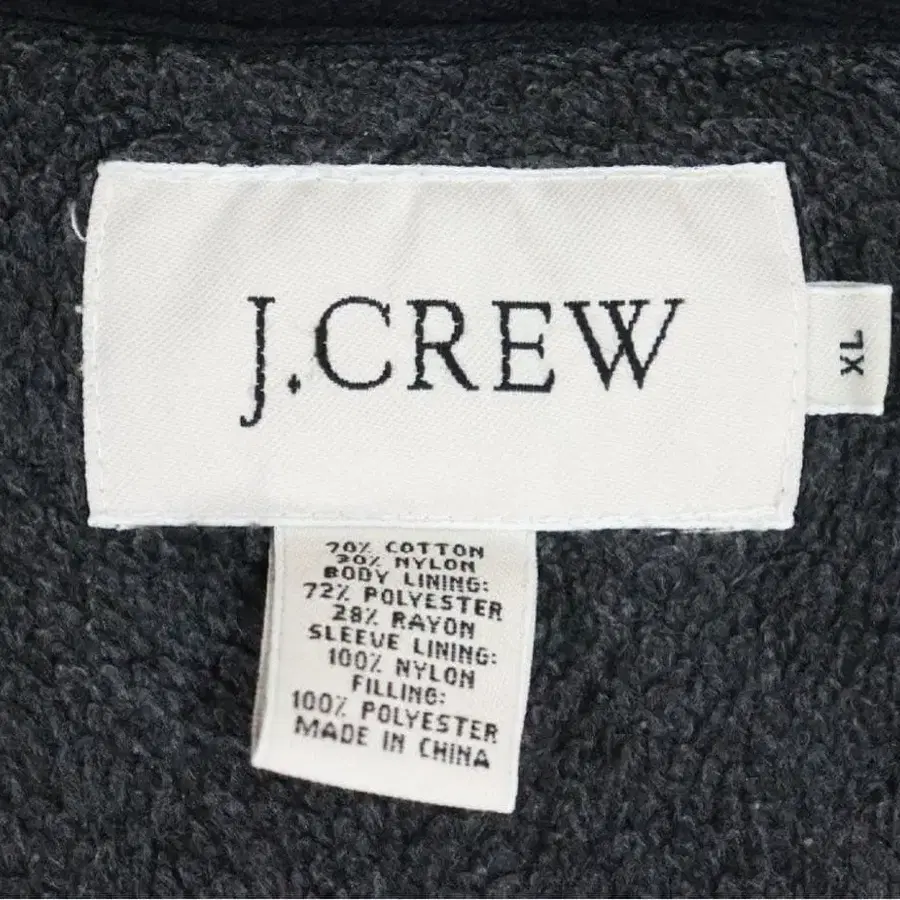 J.CREW
XL
70% COTTON
30% NYLON
BODY LINING:
72% POLYESTER
28% RAYON
SLEEVE LINING:
100% NYLON
FILLING:
100% POLYESTER
MADE IN CHINA